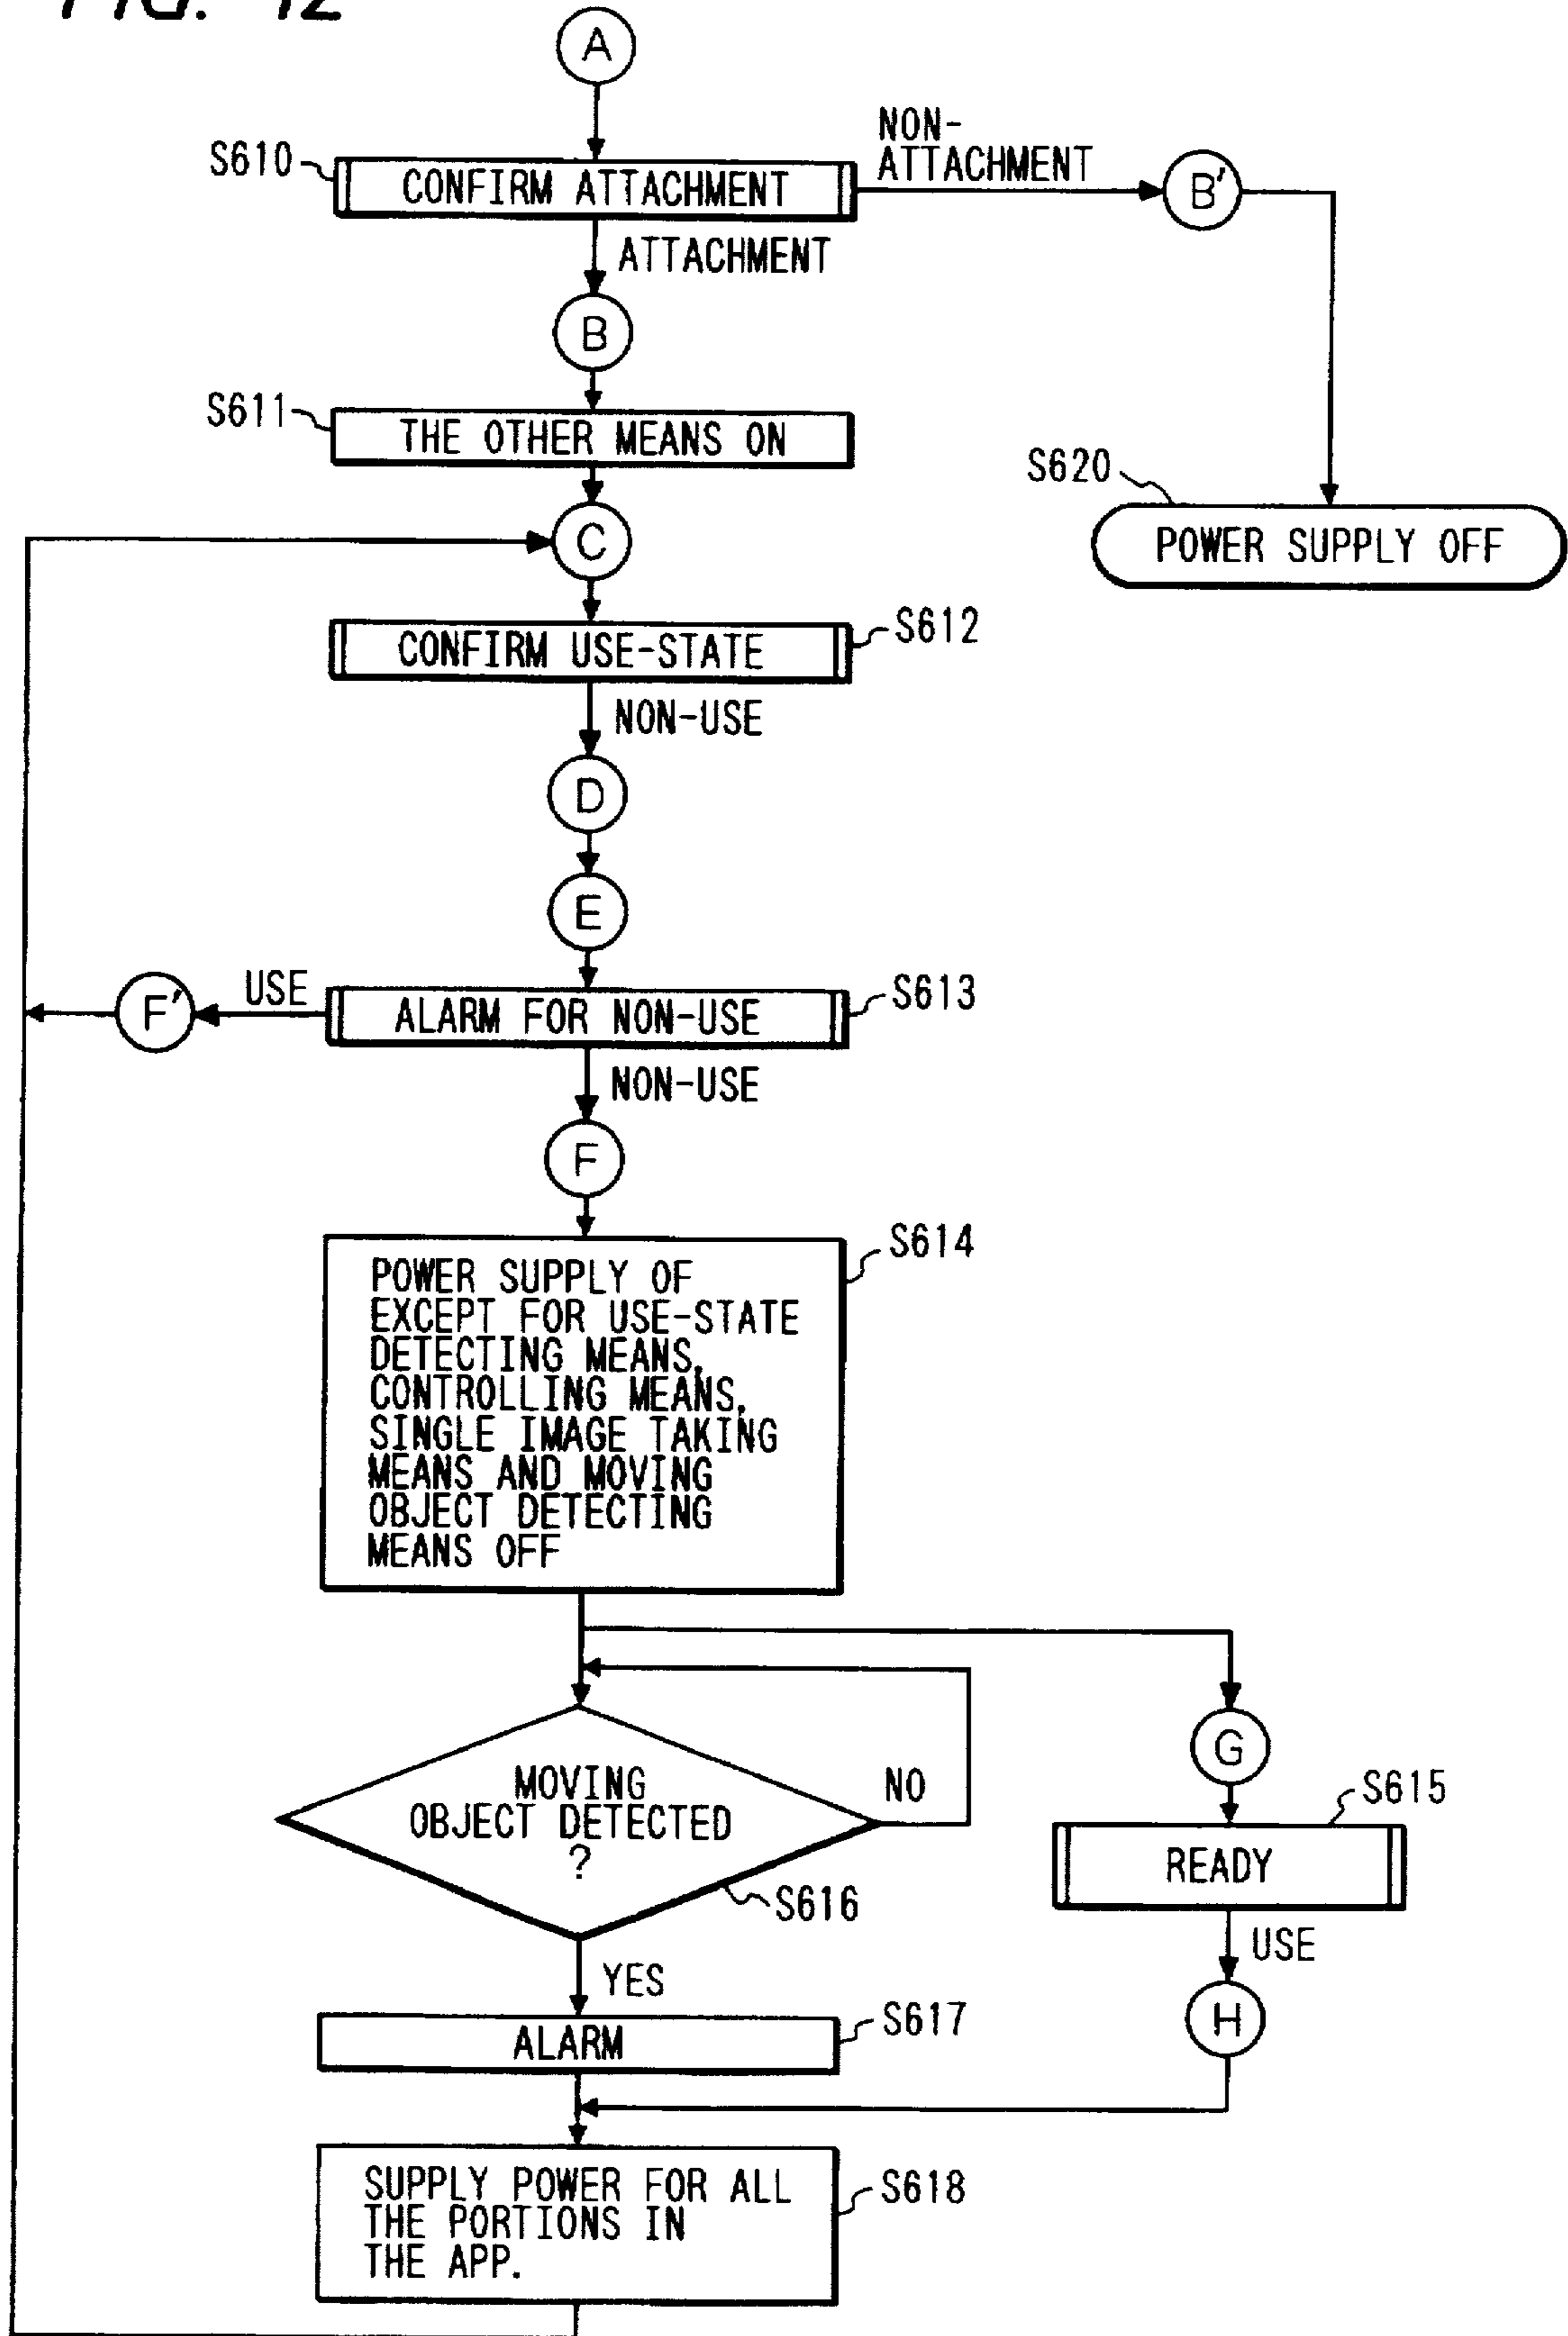 FIG. 42
A
S610
CONFIRM ATTACHMENT
NON-
ATTACHMENT
B'
ATTACHMENT
B
S611
THE OTHER MEANS ON
S620
POWER SUPPLY OFF
C
CONFIRM USE-STATE
S612
NON-USE
D
E
F'
USE
ALARM FOR NON-USE
S613
NON-USE
F
S614
POWER SUPPLY OF
EXCEPT FOR USE-STATE
DETECTING MEANS,
CONTROLLING MEANS,
SINGLE IMAGE TAKING
MEANS AND MOVING
OBJECT DETECTING
MEANS OFF
G
MOVING
OBJECT DETECTED
?
NO
S615
READY
S616
USE
YES
H
S617
ALARM
SUPPLY POWER FOR ALL
THE PORTIONS IN
THE APP.
S618